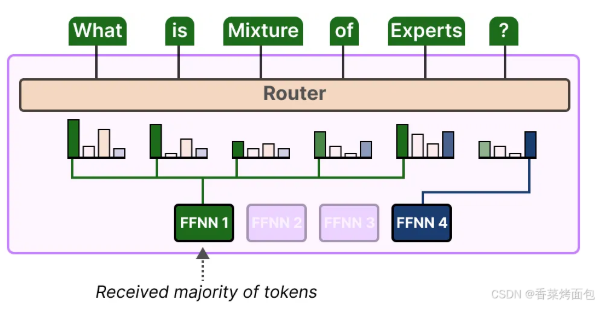 What is Mixture of Experts ?
Router
FFNN 1 FFNN 2 FFNN 3 FFNN 4
Received majority of tokens
CSDN @香菜烤面包